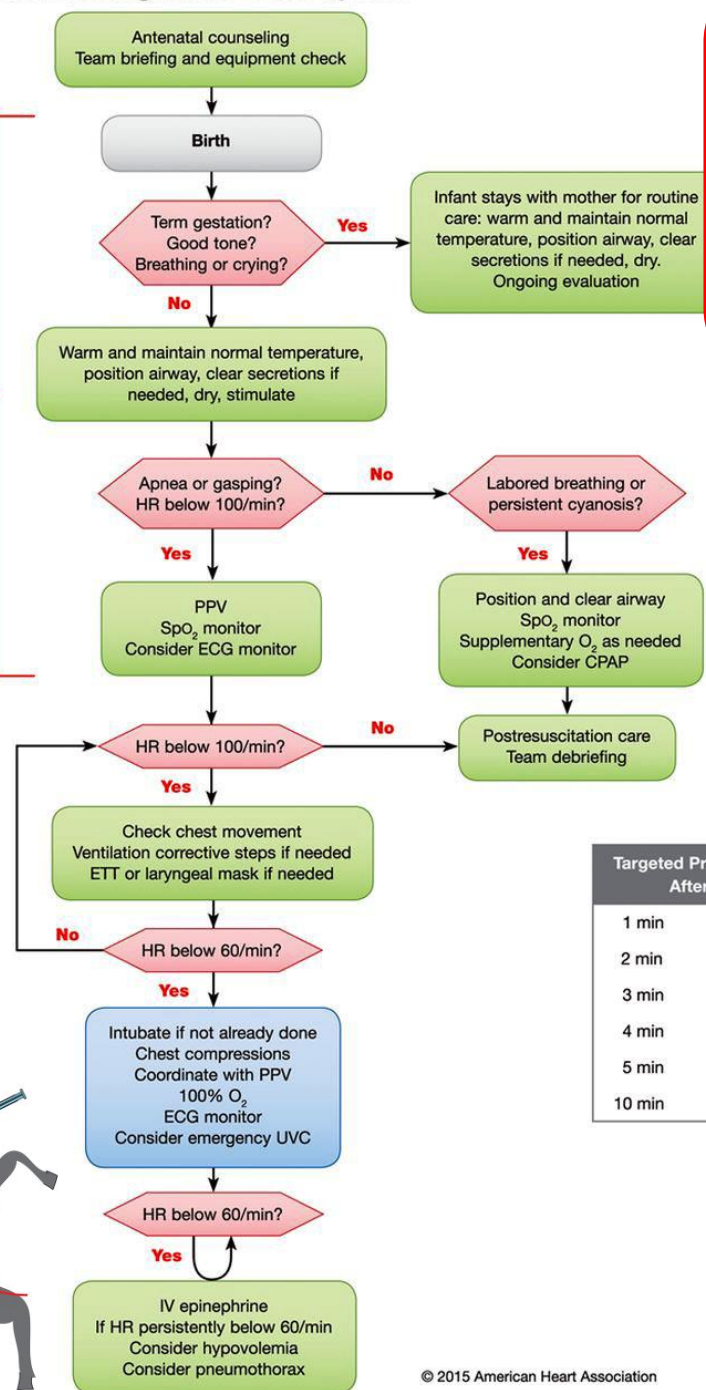 Antenatal counseling
Team briefing and equipment check
Birth
Term gestation?
Good tone?
Breathing or crying?
Yes
Infant stays with mother for routine
care: warm and maintain normal
temperature, position airway, clear
secretions if needed, dry.
Ongoing evaluation
No
Warm and maintain normal temperature,
position airway, clear secretions if
needed, dry, stimulate
Apnea or gasping?
HR below 100/min?
No
Labored breathing or
persistent cyanosis?
Yes
Yes
PPV
SpO₂ monitor
Consider ECG monitor
Position and clear airway
SpO₂ monitor
Supplementary O₂ as needed
Consider CPAP
HR below 100/min?
No
Postresuscitation care
Team debriefing
Yes
Check chest movement
Ventilation corrective steps if needed
ETT or laryngeal mask if needed
Targeted
After
1 min
2 min
3 min
4 min
5 min
10 min
No
HR below 60/min?
Yes
Intubate if not already done
Chest compressions
Coordinate with PPV
100% O₂
ECG monitor
Consider emergency UVC
HR below 60/min?
Yes
IV epinephrine
If HR persistently below 60/min
Consider hypovolemia
Consider pneumothorax
© 2015 American Heart Association